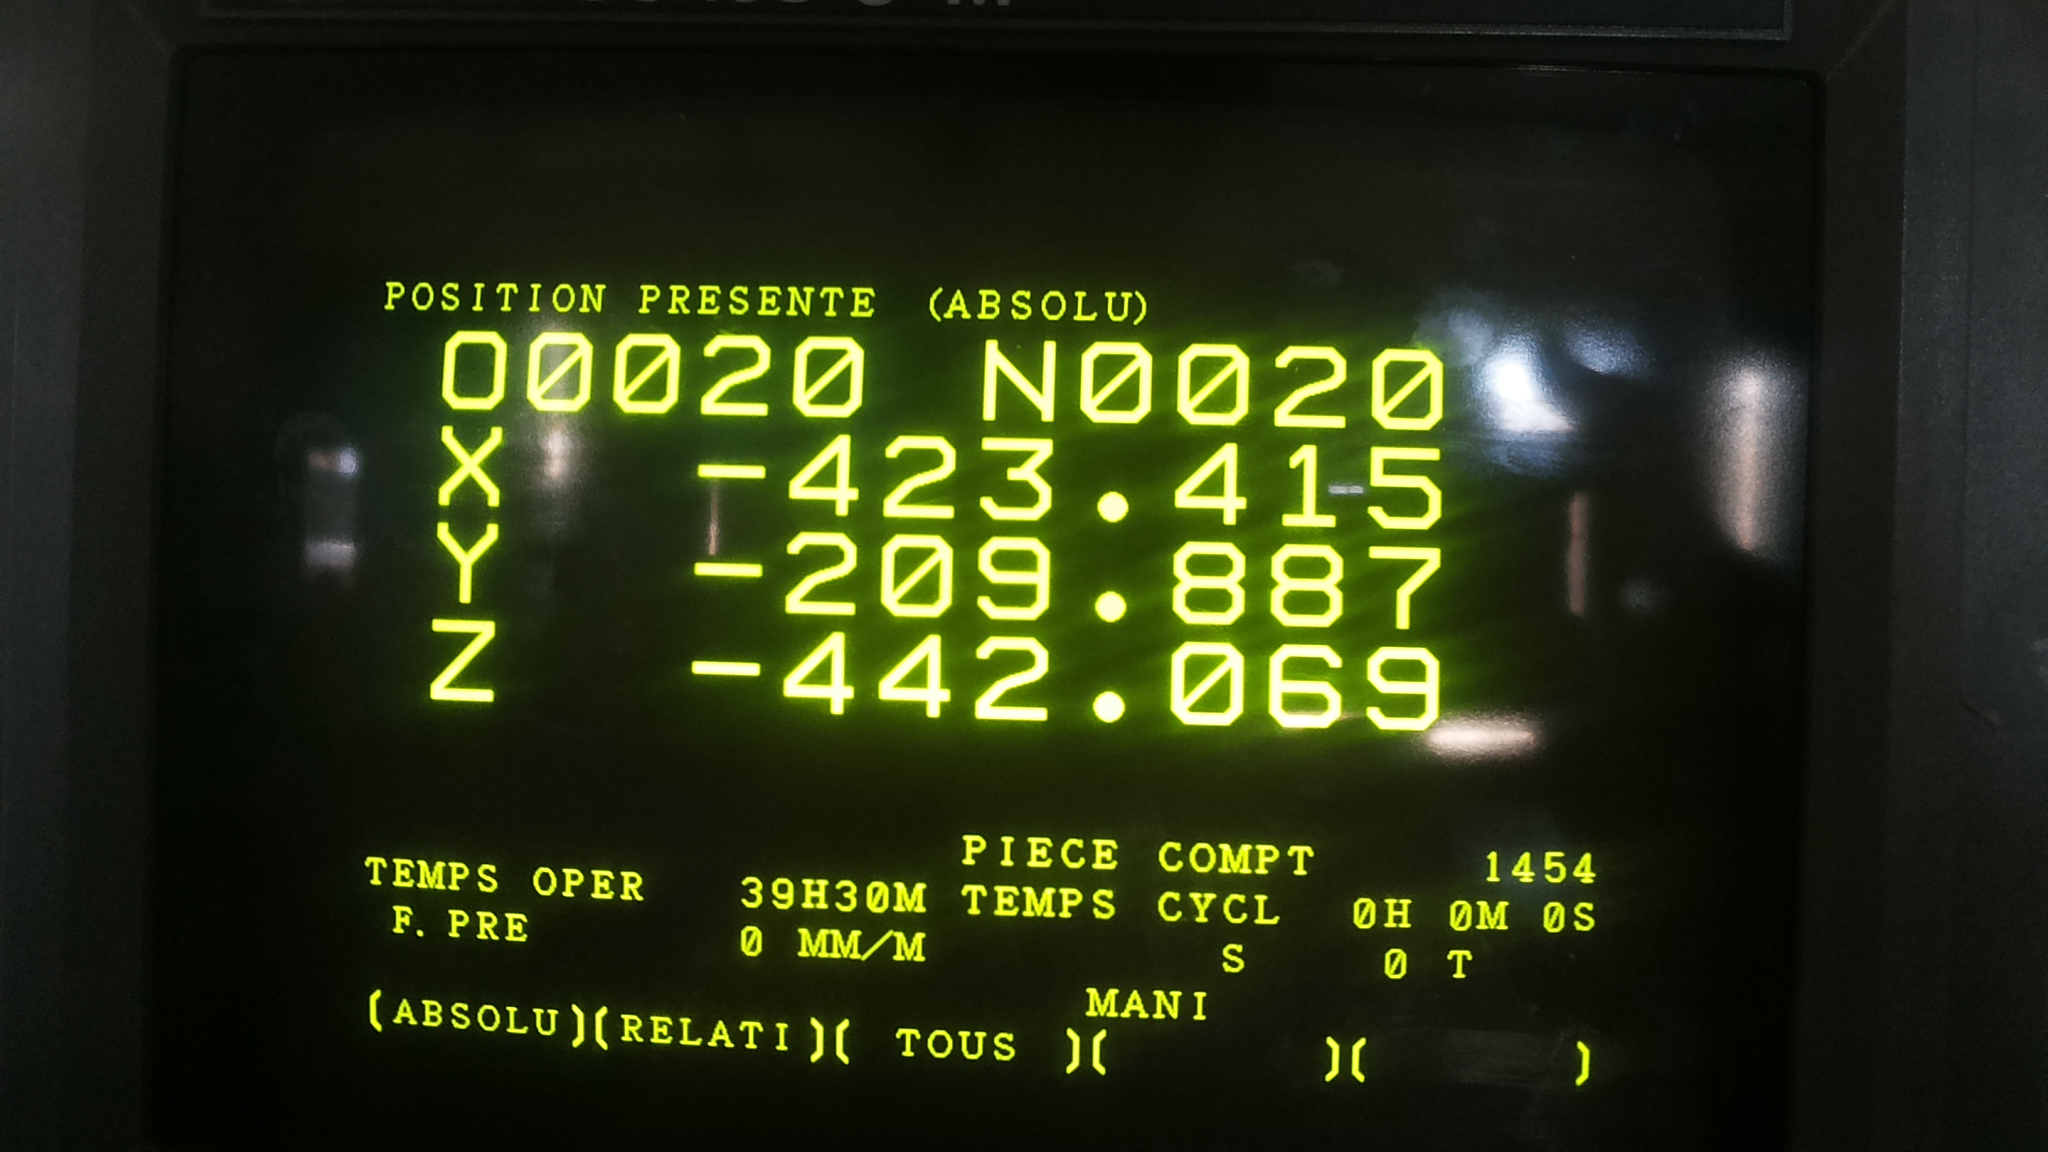 POSITION PRESENTE (ABSOLU)
O0020 N0020
X -423.415
Y -209.887
Z -442.069
PIECE COMPT 1454
TEMPS OPER 39H30M TEMPS CYCL 0H 0M 0S
F. PRE 0 MM/M S 0 T
MANI
(ABSOLU)(RELATI)( TOUS )( )( )